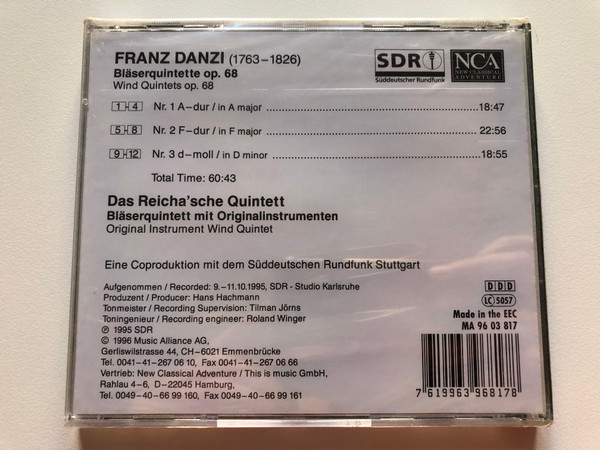 FRANZ DANZI (1763–1826)
Bläserquintette op. 68
Wind Quintets op. 68
SDR
Süddeutscher Rundfunk
NCA
NEW CLASSICAL
ADVENTURE
1-4 Nr. 1 A-dur / in A major 18:47
5-8 Nr. 2 F-dur / in F major 22:56
9-12 Nr. 3 d-moll / in D minor 18:55
Total Time: 60:43
Das Reicha'sche Quintett
Bläserquintett mit Originalinstrumenten
Original Instrument Wind Quintet
Eine Coproduktion mit dem Süddeutschen Rundfunk Stuttgart
Aufgenommen / Recorded: 9.–11.10.1995, SDR - Studio Karlsruhe
Produzent / Producer: Hans Hachmann
Tonmeister / Recording Supervision: Tilman Jörns
Toningenieur / Recording engineer: Roland Winger
℗ 1995 SDR
© 1996 Music Alliance AG,
Gerliswilstrasse 44, CH-6021 Emmenbrücke
Tel. 0041-41-267 06 10, Fax 0041-41-267 06 66
Vertrieb: New Classical Adventure / This is music GmbH,
Rahlau 4-6, D-22045 Hamburg,
Tel. 0049-40-66 99 160, Fax 0049-40-66 99 161
DDD
LC 5057
Made in the EEC
MA 96 03 817
7 619963 968178